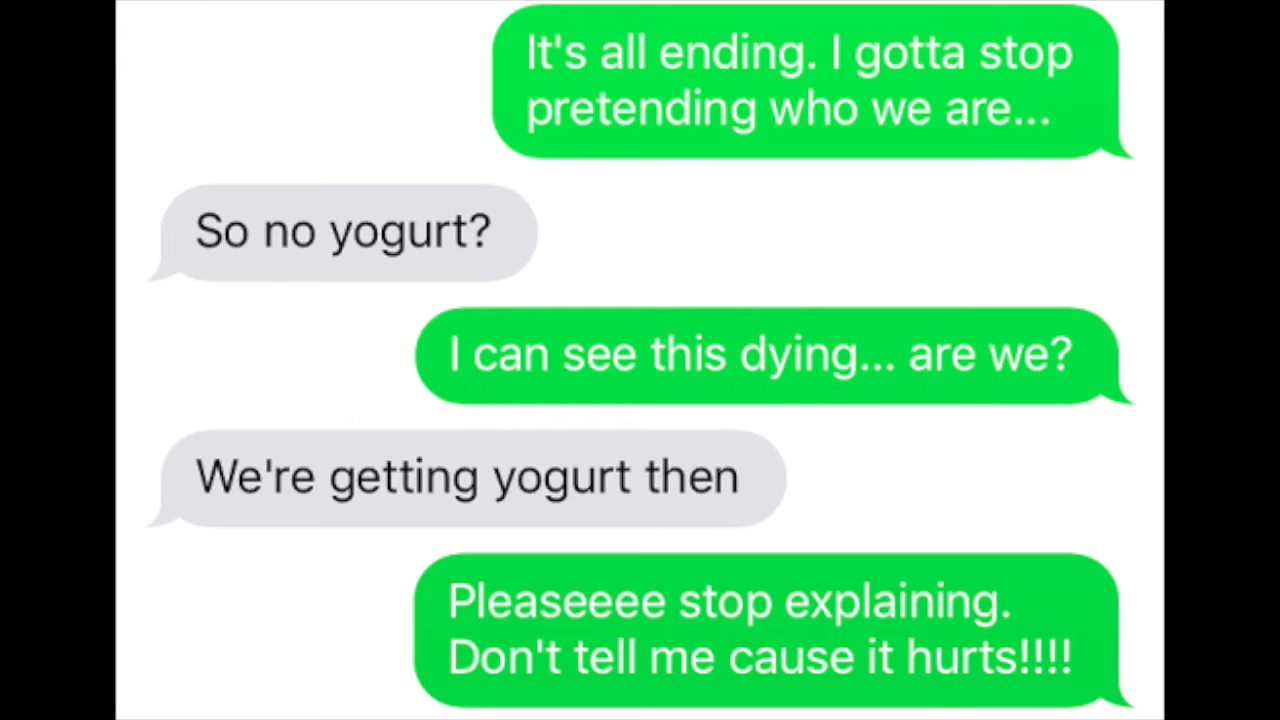 It's all ending. I gotta stop
pretending who we are...
So no yogurt?
I can see this dying... are we?
We're getting yogurt then
Pleaseeee stop explaining.
Don't tell me cause it hurts!!!!